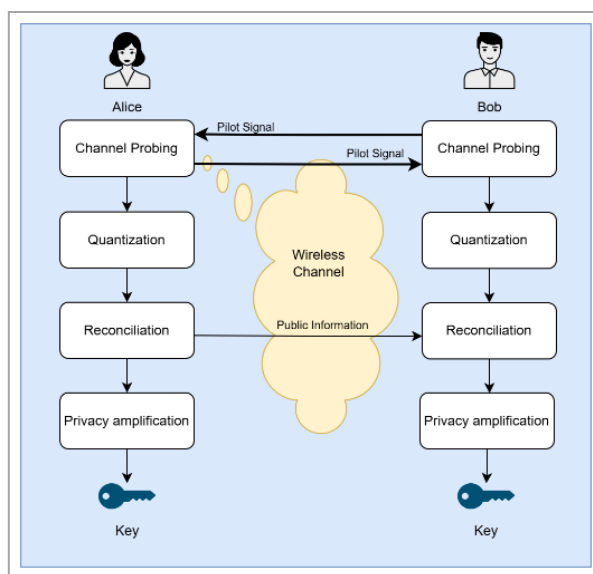 Alice
Bob
Pilot Signal
Channel Probing
Channel Probing
Pilot Signal
Quantization
Wireless
Channel
Quantization
Reconciliation
Public Information
Reconciliation
Privacy amplification
Privacy amplification
Key
Key